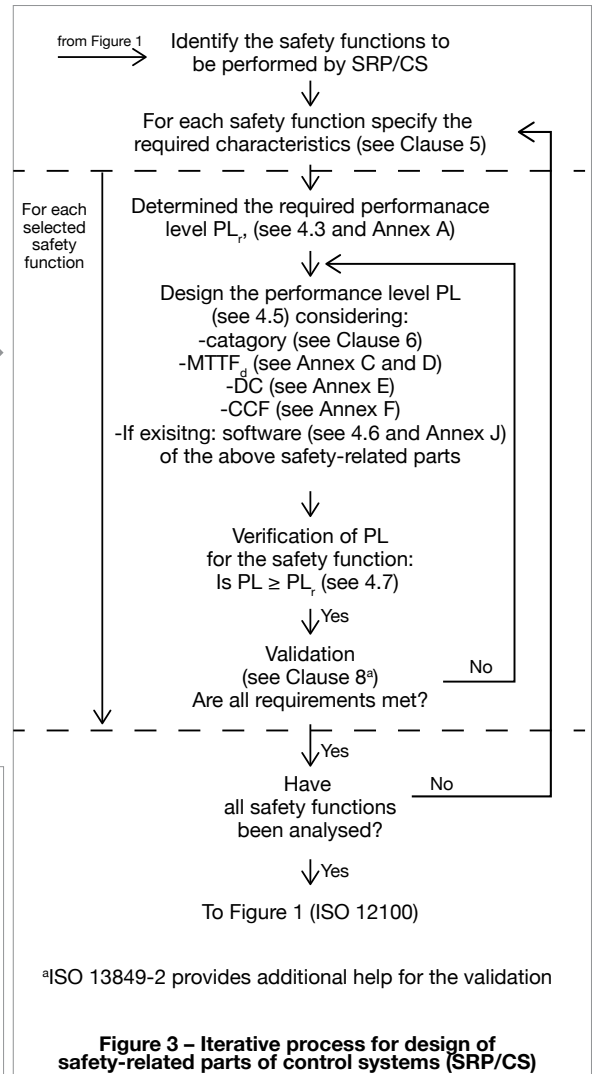 from Figure 1
Identify the safety functions to
be performed by SRP/CS
For each safety function specify the
required characteristics (see Clause 5)
For each
selected
safety
function
Determined the required performanace
level PLr, (see 4.3 and Annex A)
Design the performance level PL
(see 4.5) considering:
-catagory (see Clause 6)
-MTTFd (see Annex C and D)
-DC (see Annex E)
-CCF (see Annex F)
-If exisitng: software (see 4.6 and Annex J)
of the above safety-related parts
Verification of PL
for the safety function:
Is PL ≥ PLr (see 4.7)
Yes
Validation
(see Clause 8ª)
Are all requirements met?
No
Yes
Have
all safety functions
been analysed?
No
Yes
To Figure 1 (ISO 12100)
ªISO 13849-2 provides additional help for the validation
Figure 3 – Iterative process for design of
safety-related parts of control systems (SRP/CS)